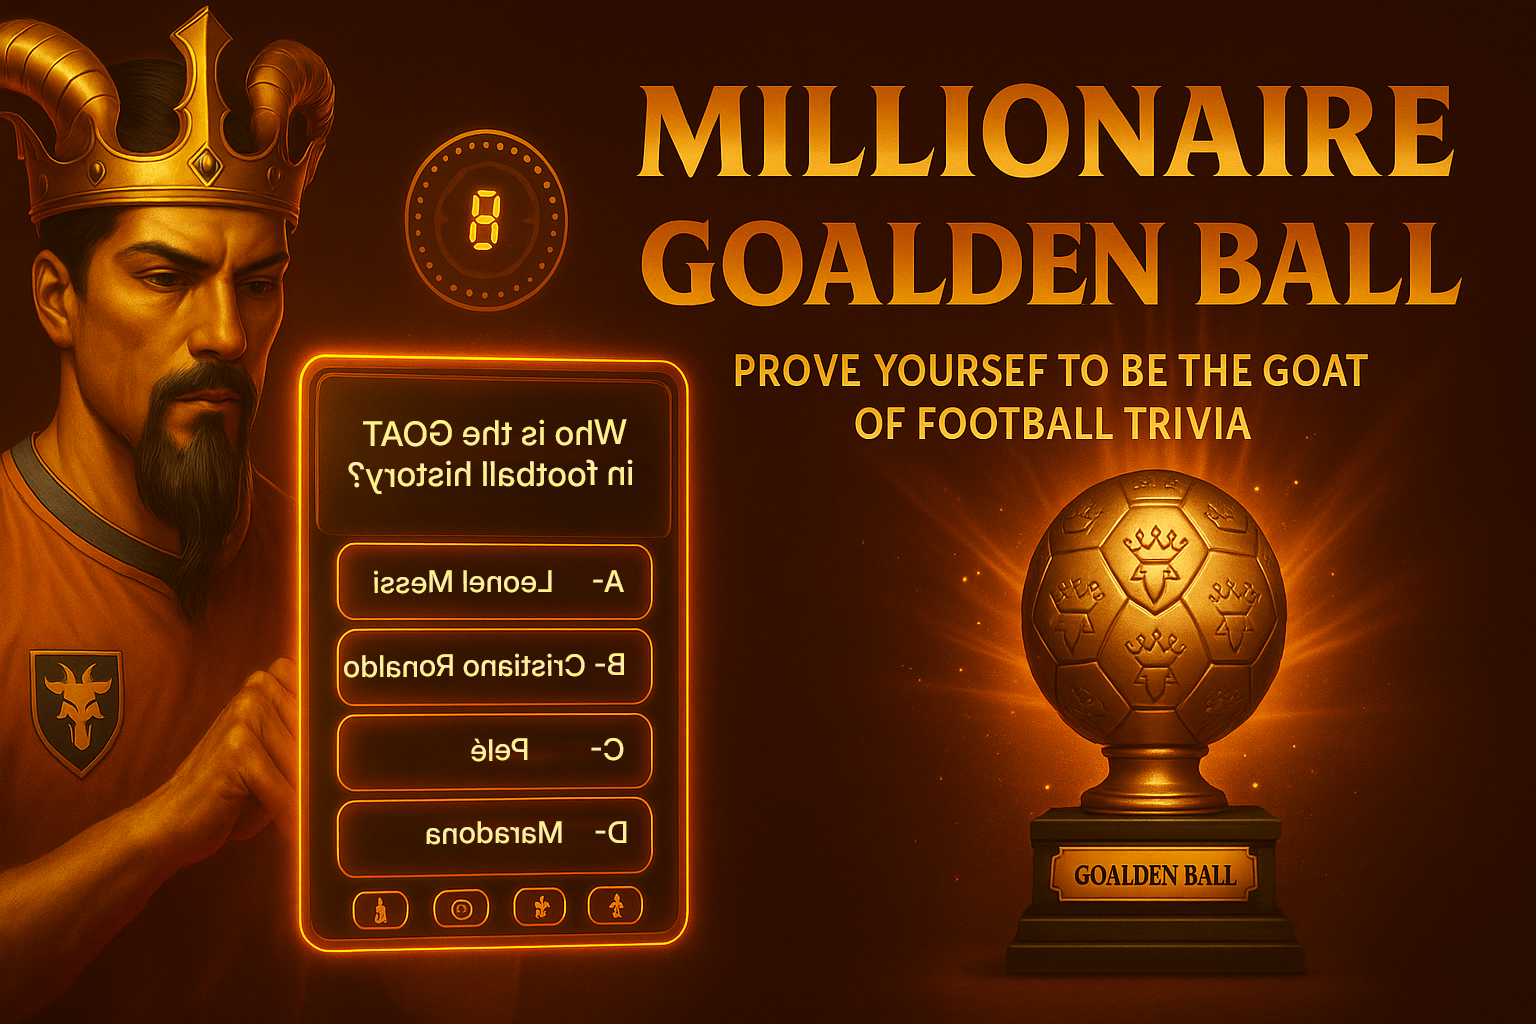 MILLIONAIRE
GOALDEN BALL
PROVE YOURSEF TO BE THE GOAT
OF FOOTBALL TRIVIA
8
Who is the GOAT
in football history?
A- Leonel Messi
B- Cristiano Ronaldo
C- Pelé
D- Maradona
GOALDEN BALL